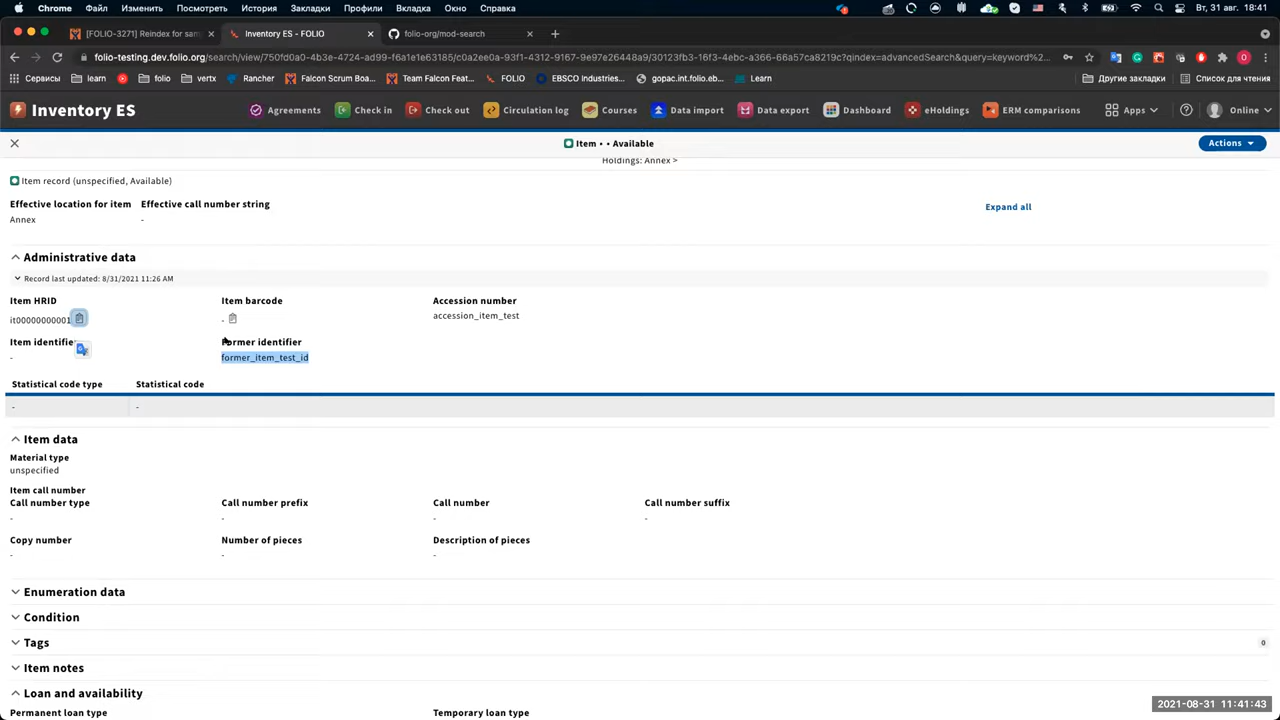 Chrome Файл Изменить Посмотреть История Закладки Профили Вкладка Окно Справка Вт, 31 авг. 18:41
[FOLIO-3271] Reindex for sam Inventory ES - FOLIO folio-org/mod-search
folio-testing.dev.folio.org/search/view/750fd0a0-4b3e-4724-ad99-f6a1e1e63185/c0a2ee0a-93f1-4312-9167-9e97e26448a9/30123fb3-16f3-4ebc-a366-66a57ca8219c?qindex=advancedSearch&query=keyword%2...
Сервисы learn folio vertx Rancher Falcon Scrum Boa... Team Falcon Feat... FOLIO EBSCO Industries... gopac.int.folio.eb... Learn Другие закладки Список для чтения
Inventory ES Agreements Check in Check out Circulation log Courses Data import Data export Dashboard eHoldings ERM comparisons Apps Online
Item • • Available Actions
Holdings: Annex >
Item record (unspecified, Available)
Effective location for item Effective call number string
Expand all
Annex -
Administrative data
Record last updated: 8/31/2021 11:26 AM
Item HRID Item barcode Accession number
it00000000001 - accession_item_test
Item identifier Former identifier
- former_item_test_id
Statistical code type Statistical code
- -
Item data
Material type
unspecified
Item call number
Call number type Call number prefix Call number Call number suffix
- - - -
Copy number Number of pieces Description of pieces
- - -
Enumeration data
Condition
Tags 0
Item notes
Loan and availability
Permanent loan type Temporary loan type
2021-08-31 11:41:43